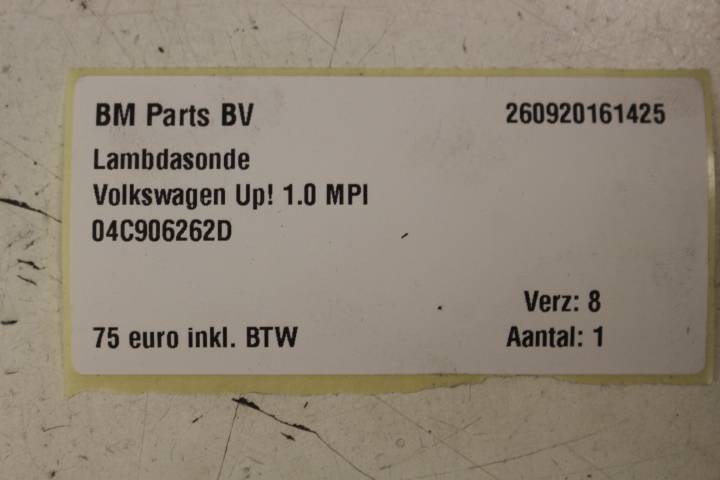 BM Parts BV 260920161425
Lambdasonde
Volkswagen Up! 1.0 MPI
04C906262D
Verz: 8
75 euro inkl. BTW Aantal: 1